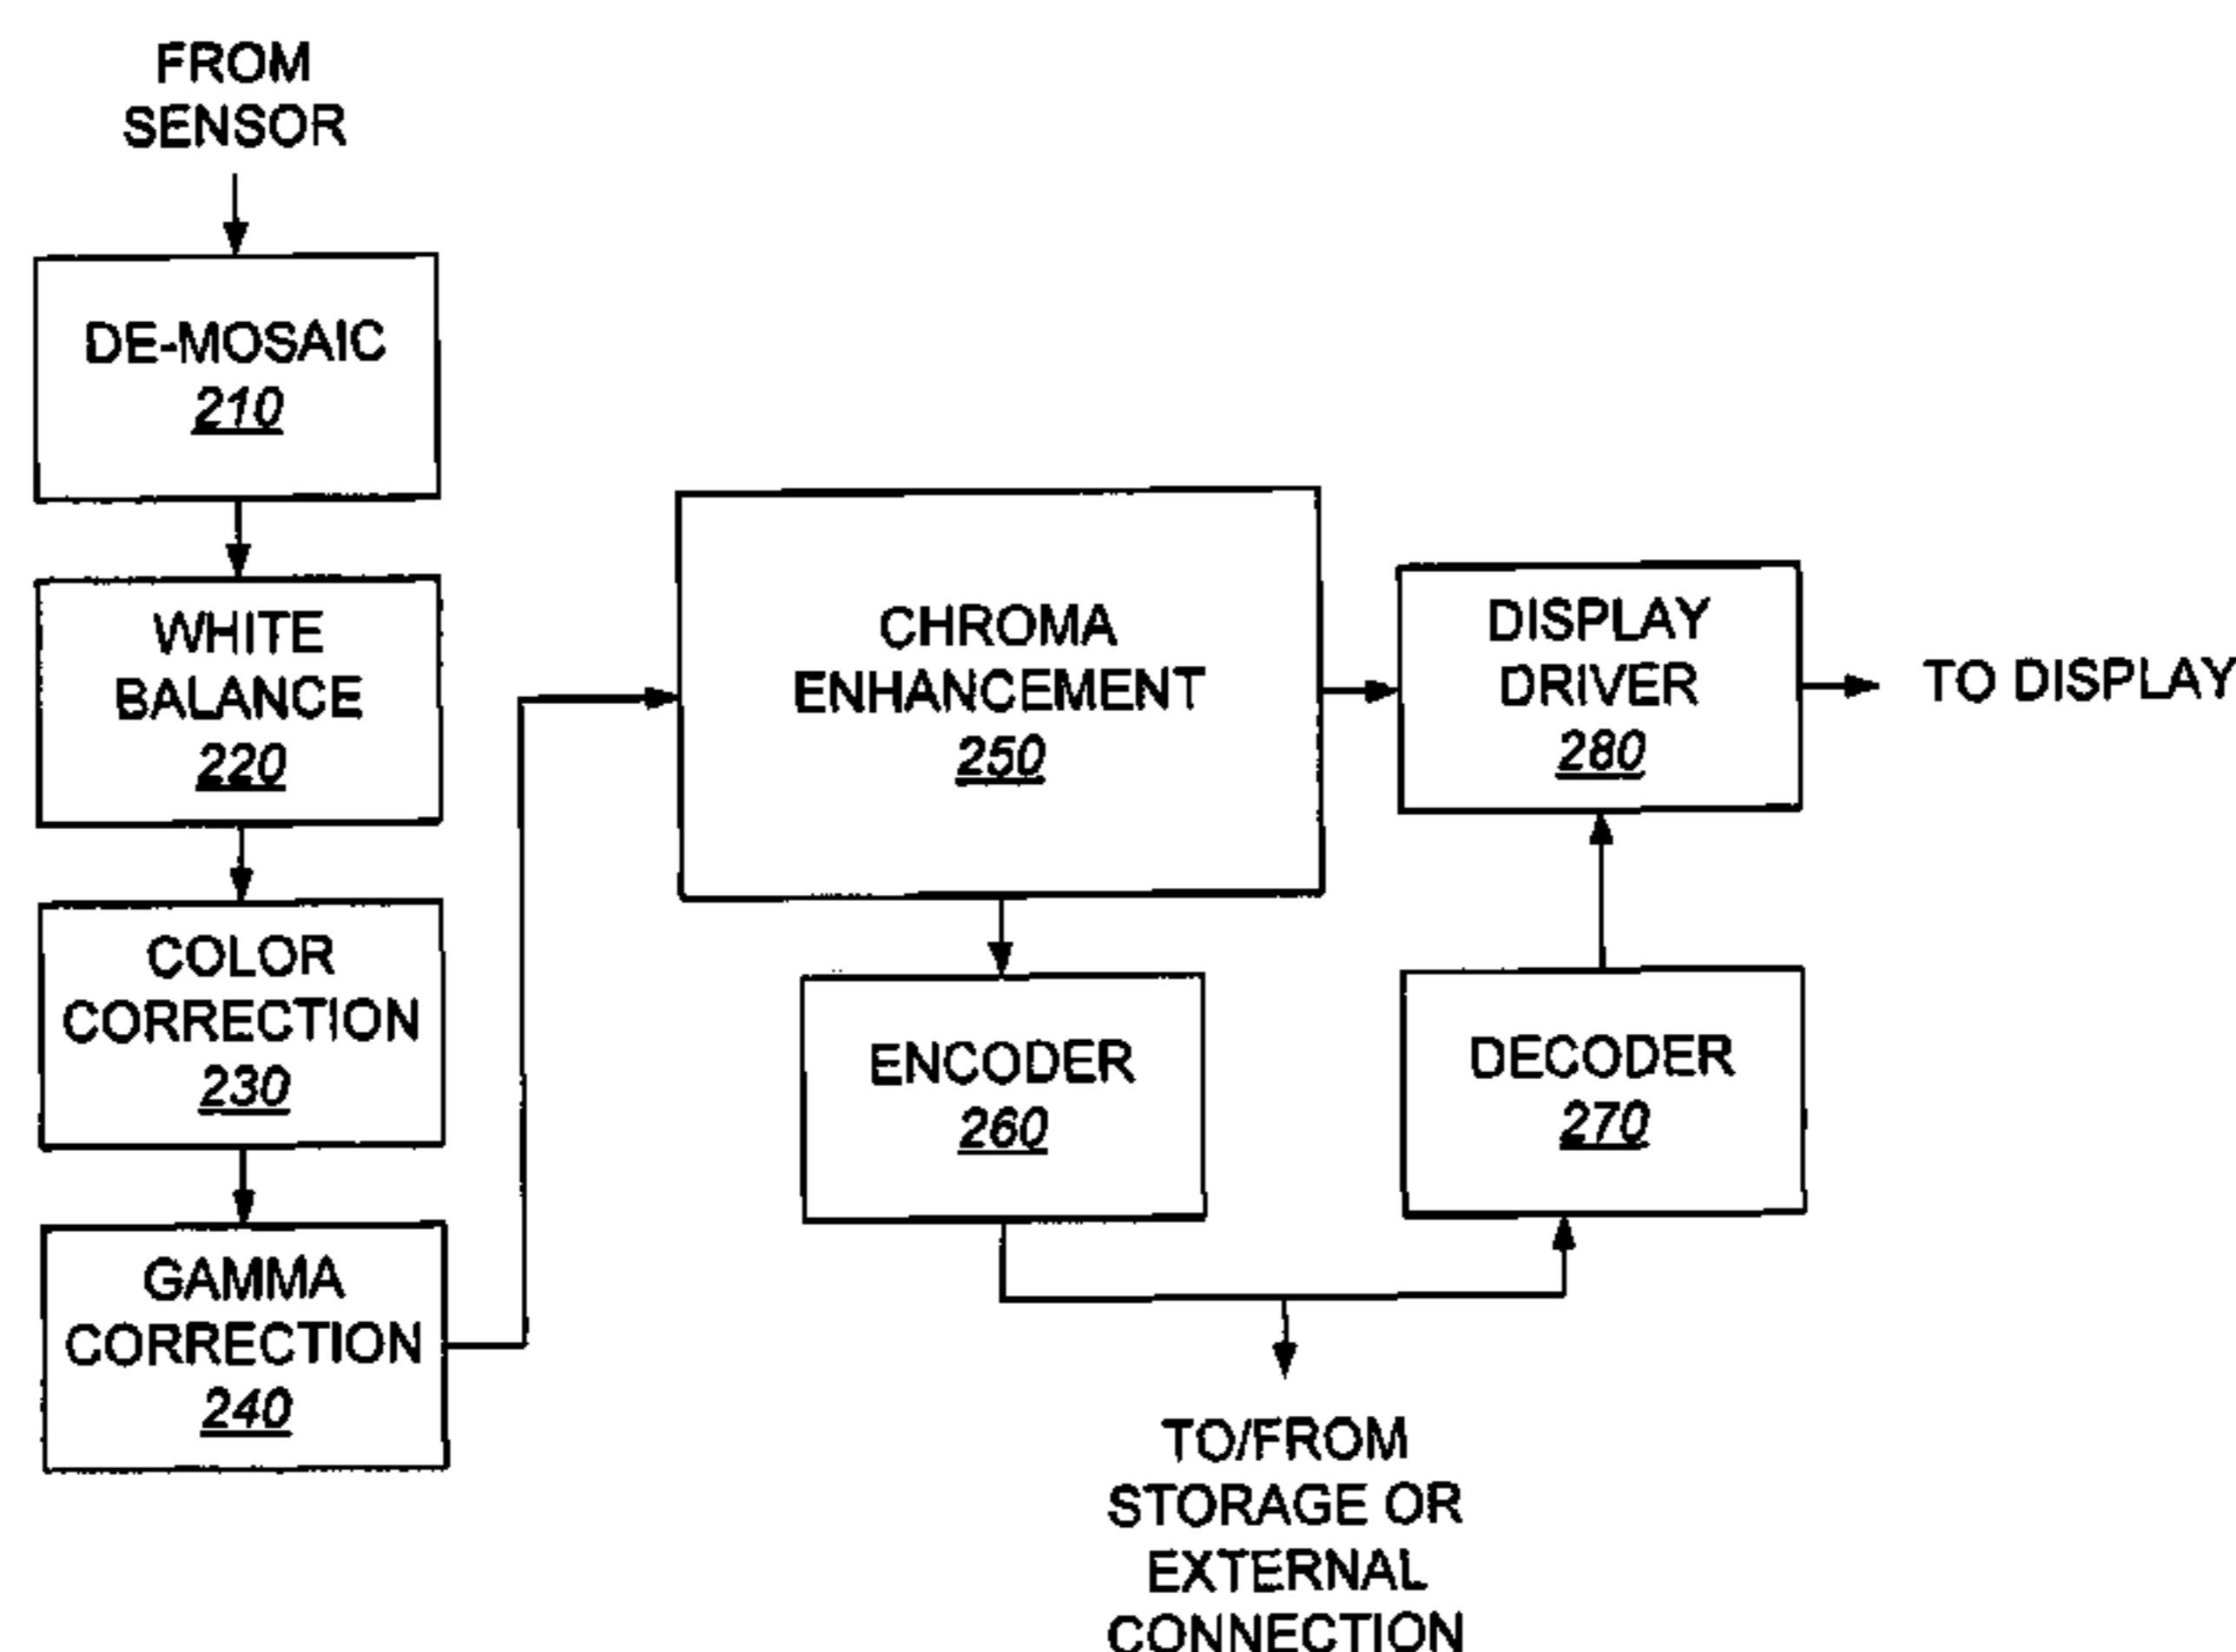 FROM
SENSOR
DE-MOSAIC
210
WHITE
BALANCE
220
COLOR
CORRECTION
230
GAMMA
CORRECTION
240
CHROMA
ENHANCEMENT
250
DISPLAY
DRIVER
280
TO DISPLAY
ENCODER
260
DECODER
270
TO/FROM
STORAGE OR
EXTERNAL
CONNECTION